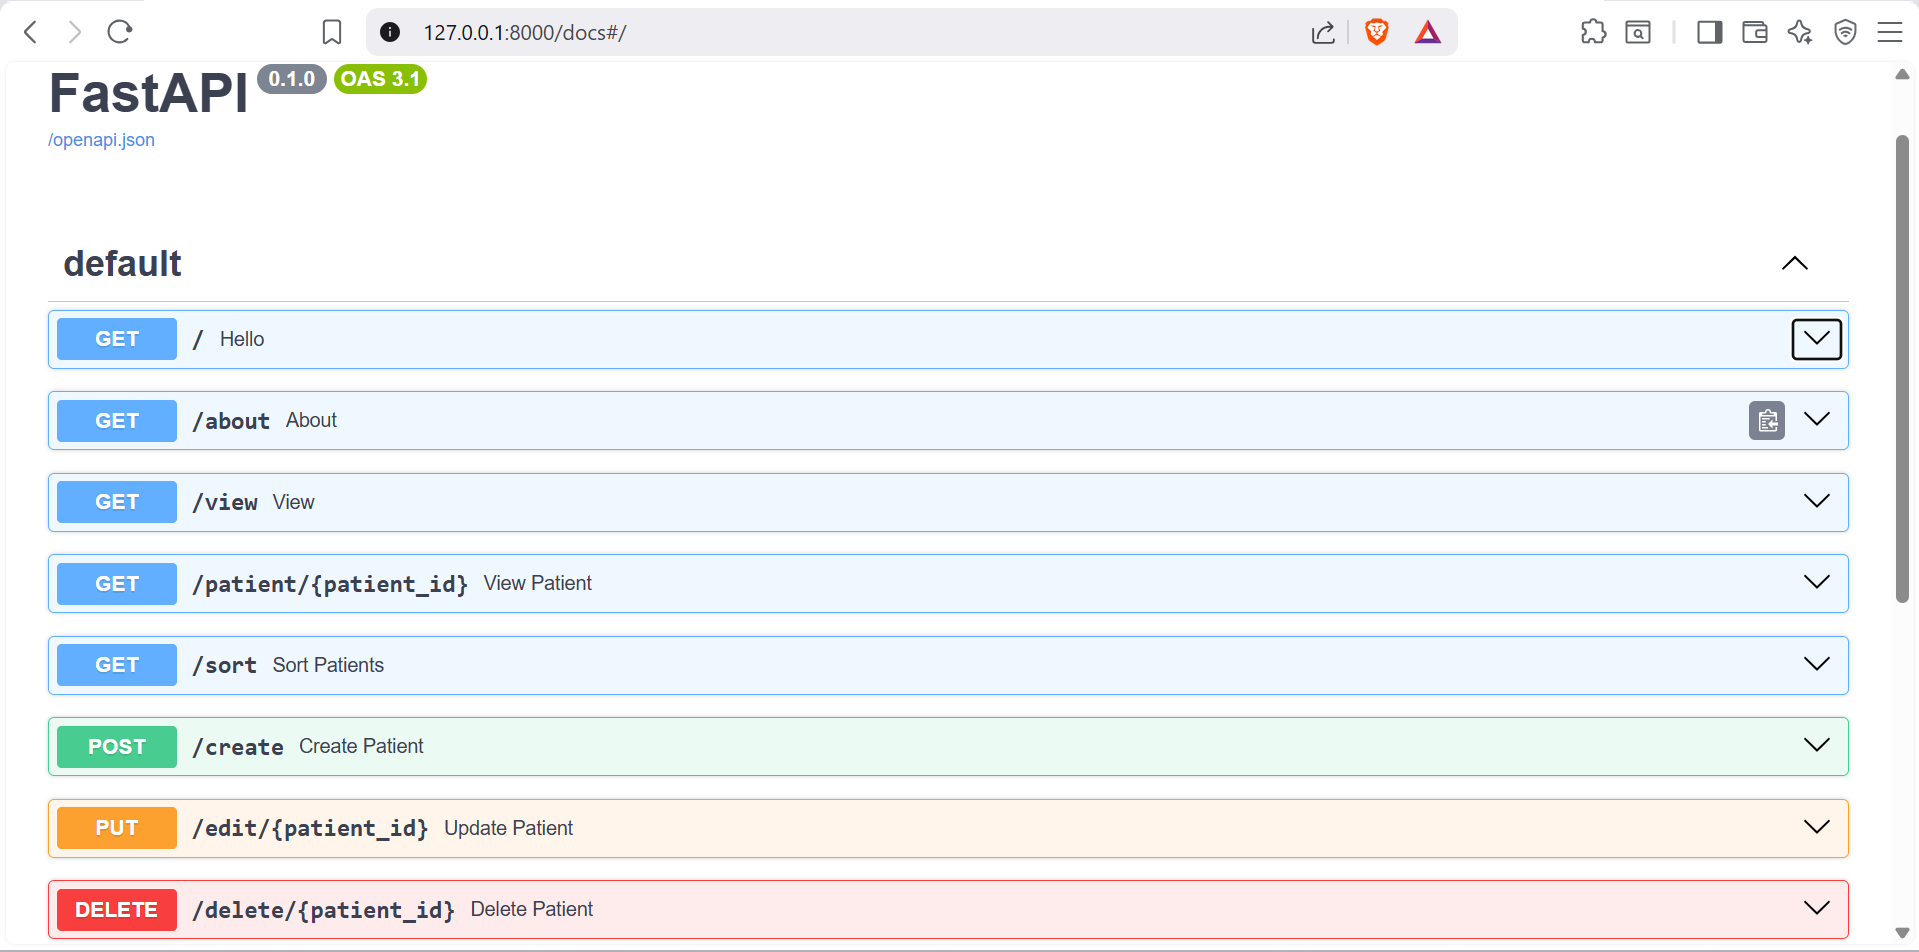 127.0.0.1:8000/docs#/
FastAPI 0.1.0 OAS 3.1
/openapi.json
default
GET / Hello
GET /about About
GET /view View
GET /patient/{patient_id} View Patient
GET /sort Sort Patients
POST /create Create Patient
PUT /edit/{patient_id} Update Patient
DELETE /delete/{patient_id} Delete Patient